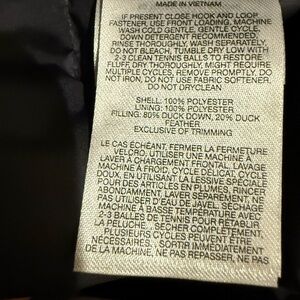 MADE IN VIETNAM
IF PRESENT CLOSE HOOK AND LOOP
FASTENER, USE FRONT LOADING, MACHINE
WASH COLD GENTLE, GENTLE CYCLE,
DOWN DETERGENT RECOMMENDED,
RINSE THOROUGHLY, WASH SEPARATELY,
DO NOT BLEACH, TUMBLE DRY LOW WITH
2-3 CLEAN TENNIS BALLS TO RESTORE
FLUFF, DRY THOROUGHLY, MIGHT REQUIRE
MULTIPLE CYCLES, REMOVE PROMPTLY, DO
NOT IRON, DO NOT USE FABRIC SOFTENER,
DO NOT DRYCLEAN
SHELL: 100% POLYESTER
LINING: 100% POLYESTER
FILLING: 80% DUCK DOWN, 20% DUCK
FEATHER
EXCLUSIVE OF TRIMMING
LE CAS ÉCHÉANT, FERMER LA FERMETURE
VELCRO. UTILISER UNE MACHINE À
LAVER À CHARGEMENT FRONTAL. LAVAGE
MACHINE À FROID, CYCLE DÉLICAT, CYCLE
DOUX, EN UTILISANT LA LESSIVE SPÉCIALE
POUR DES ARTICLES EN PLUMES, RINCER
ABONDAMMENT, LAVER SÉPARÉMENT, NE
PAS UTILISER D'EAU DE JAVEL, SÉCHAGE
MACHINE À BASSE TEMPÉRATURE AVEC
2-3 BALLES DE TENNIS POUR RÉTABLIR
LA PELUCHE, SÉCHER COMPLÈTEMENT,
PLUSIEURS CYCLES PEUVENT ÊTRE
NÉCESSAIRES, SORTIR IMMÉDIATEMENT
DE LA MACHINE, NE PAS REPASSER, NE PAS